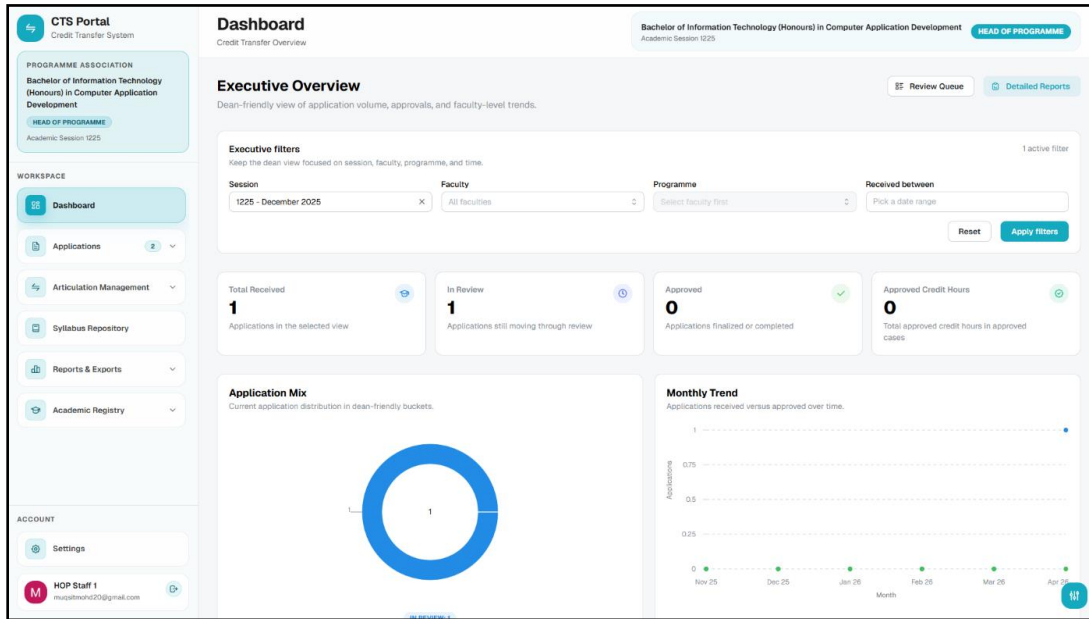 CTS Portal
Credit Transfer System
PROGRAMME ASSOCIATION
Bachelor of Information Technology
(Honours) in Computer Application
Development
HEAD OF PROGRAMME
Academic Session 1225
WORKSPACE
Dashboard
Applications 2
Articulation Management
Syllabus Repository
Reports & Exports
Academic Registry
ACCOUNT
Settings
M
HOP Staff 1
muqsitmohd20@gmail.com
Dashboard
Credit Transfer Overview
Bachelor of Information Technology (Honours) in Computer Application Development
Academic Session 1225
HEAD OF PROGRAMME
Executive Overview
Dean-friendly view of application volume, approvals, and faculty-level trends.
Review Queue
Detailed Reports
Executive filters
Keep the dean view focused on session, faculty, programme, and time.
1 active filter
Session
1225 - December 2025
Faculty
All faculties
Programme
Select faculty first
Received between
Pick a date range
Reset
Apply filters
Total Received
1
Applications in the selected view
In Review
1
Applications still moving through review
Approved
0
Applications finalized or completed
Approved Credit Hours
0
Total approved credit hours in approved
cases
Application Mix
Current application distribution in dean-friendly buckets.
1
1
IN REVIEW: 1
Monthly Trend
Applications received versus approved over time.
Applications
1
0.75
0.5
0.25
0
Nov 25 Dec 25 Jan 26 Feb 26 Mar 26 Apr 26
Month